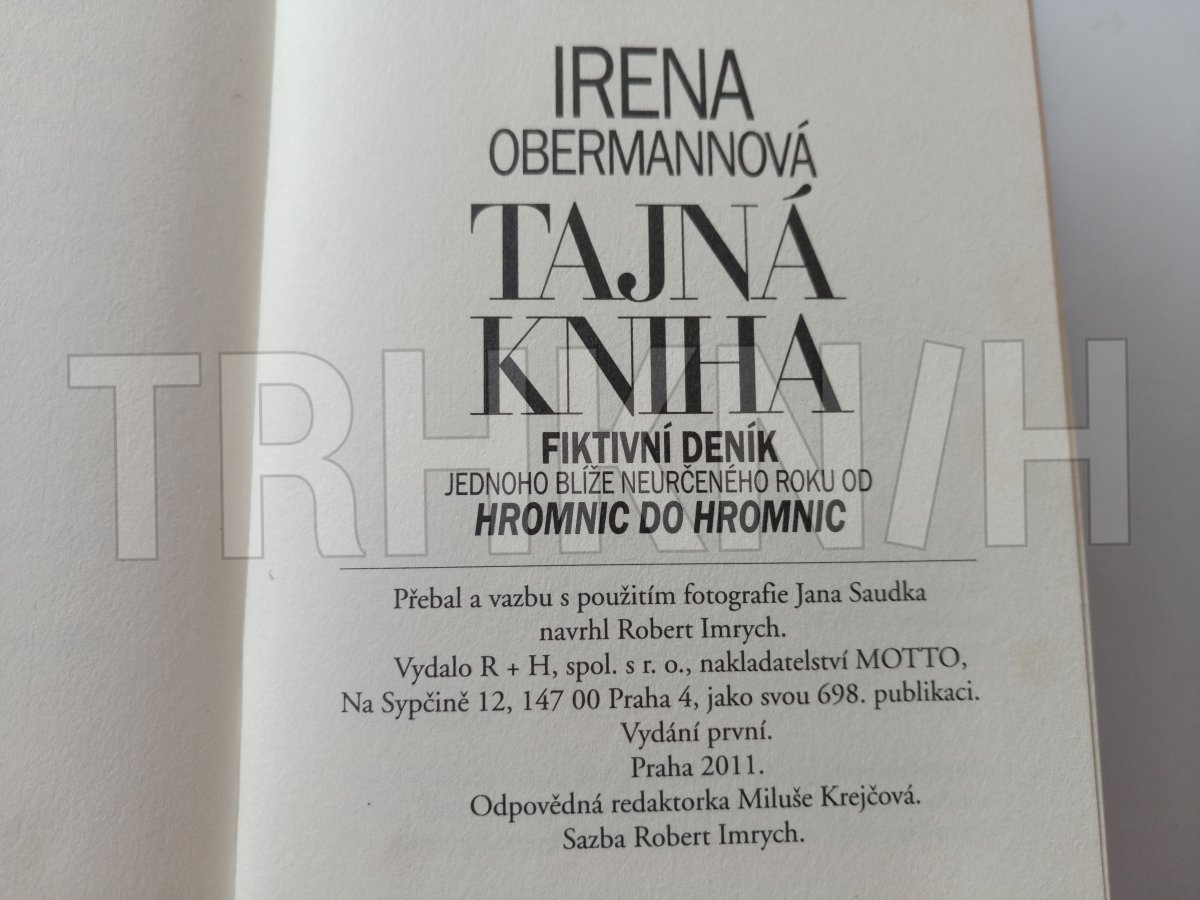 IRENA
OBERMANNOVÁ
TAJNÁ
KNIHA
TRHKNIH
FIKTIVNÍ DENÍK
JEDNOHO BLÍŽE NEURČENÉHO ROKU OD
HROMNIC DO HROMNIC
Přebal a vazbu s použitím fotografie Jana Saudka
navrhl Robert Imrych.
Vydalo R + H, spol. s r. o., nakladatelství MOTTO,
Na Sypčině 12, 147 00 Praha 4, jako svou 698. publikaci.
Vydání první.
Praha 2011.
Odpovědná redaktorka Miluše Krejčová.
Sazba Robert Imrych.